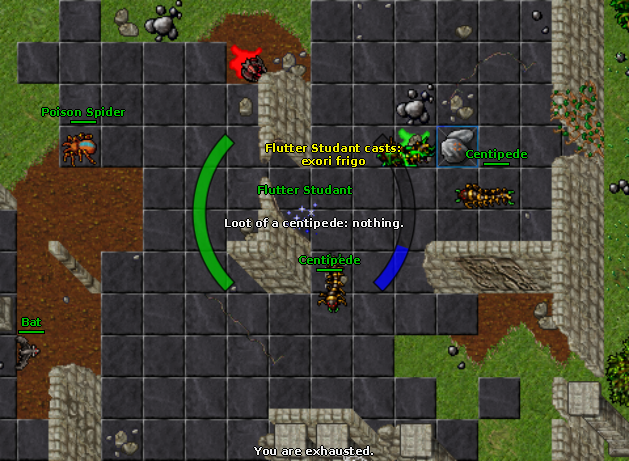 Poison Spider
Flutter Studant casts:
exori frigo
Centipede
Flutter Studant
Loot of a centipede: nothing.
Centipede
Bat
You are exhausted.